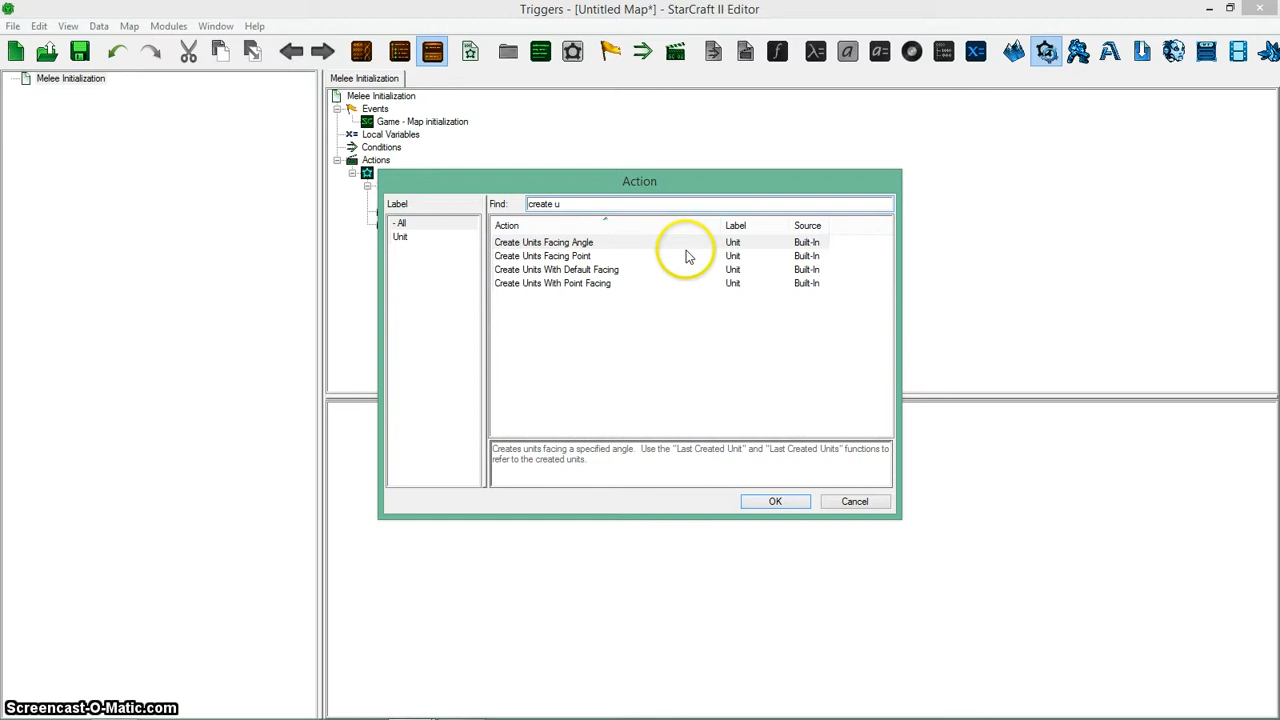 Triggers - [Untitled Map*] - StarCraft II Editor
File Edit View Data Map Modules Window Help
Melee Initialization
Melee Initialization
Melee Initialization
Events
Game - Map initialization
Local Variables
Conditions
Actions
Action
Label
- All
Unit
Find: create u
Action Label Source
Create Units Facing Angle Unit Built-In
Create Units Facing Point Unit Built-In
Create Units With Default Facing Unit Built-In
Create Units With Point Facing Unit Built-In
Creates units facing a specified angle. Use the "Last Created Unit" and "Last Created Units" functions to
refer to the created units.
OK Cancel
Screencast-O-Matic.com